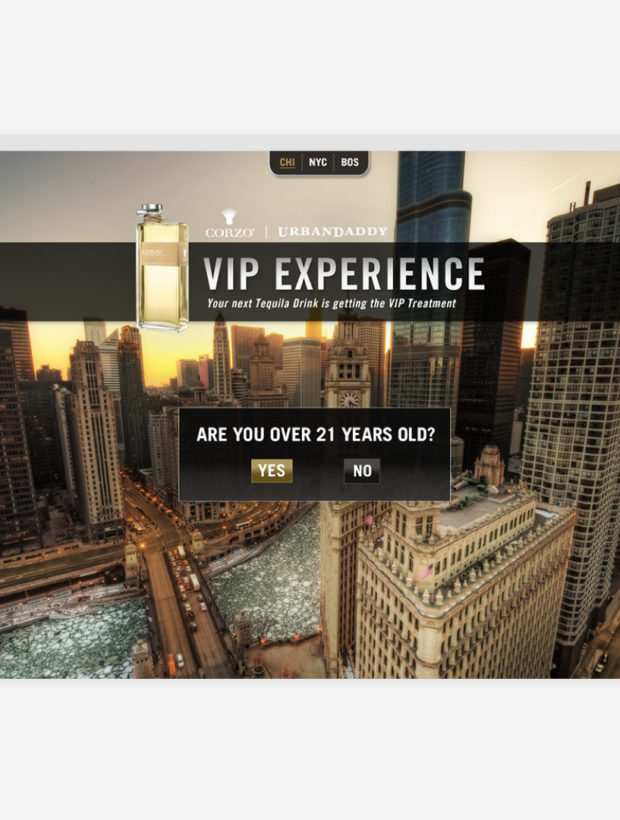 CHI NYC BOS
CORZO® | URBANDADDY
VIP EXPERIENCE
Your next Tequila Drink is getting the VIP Treatment
ARE YOU OVER 21 YEARS OLD?
YES NO